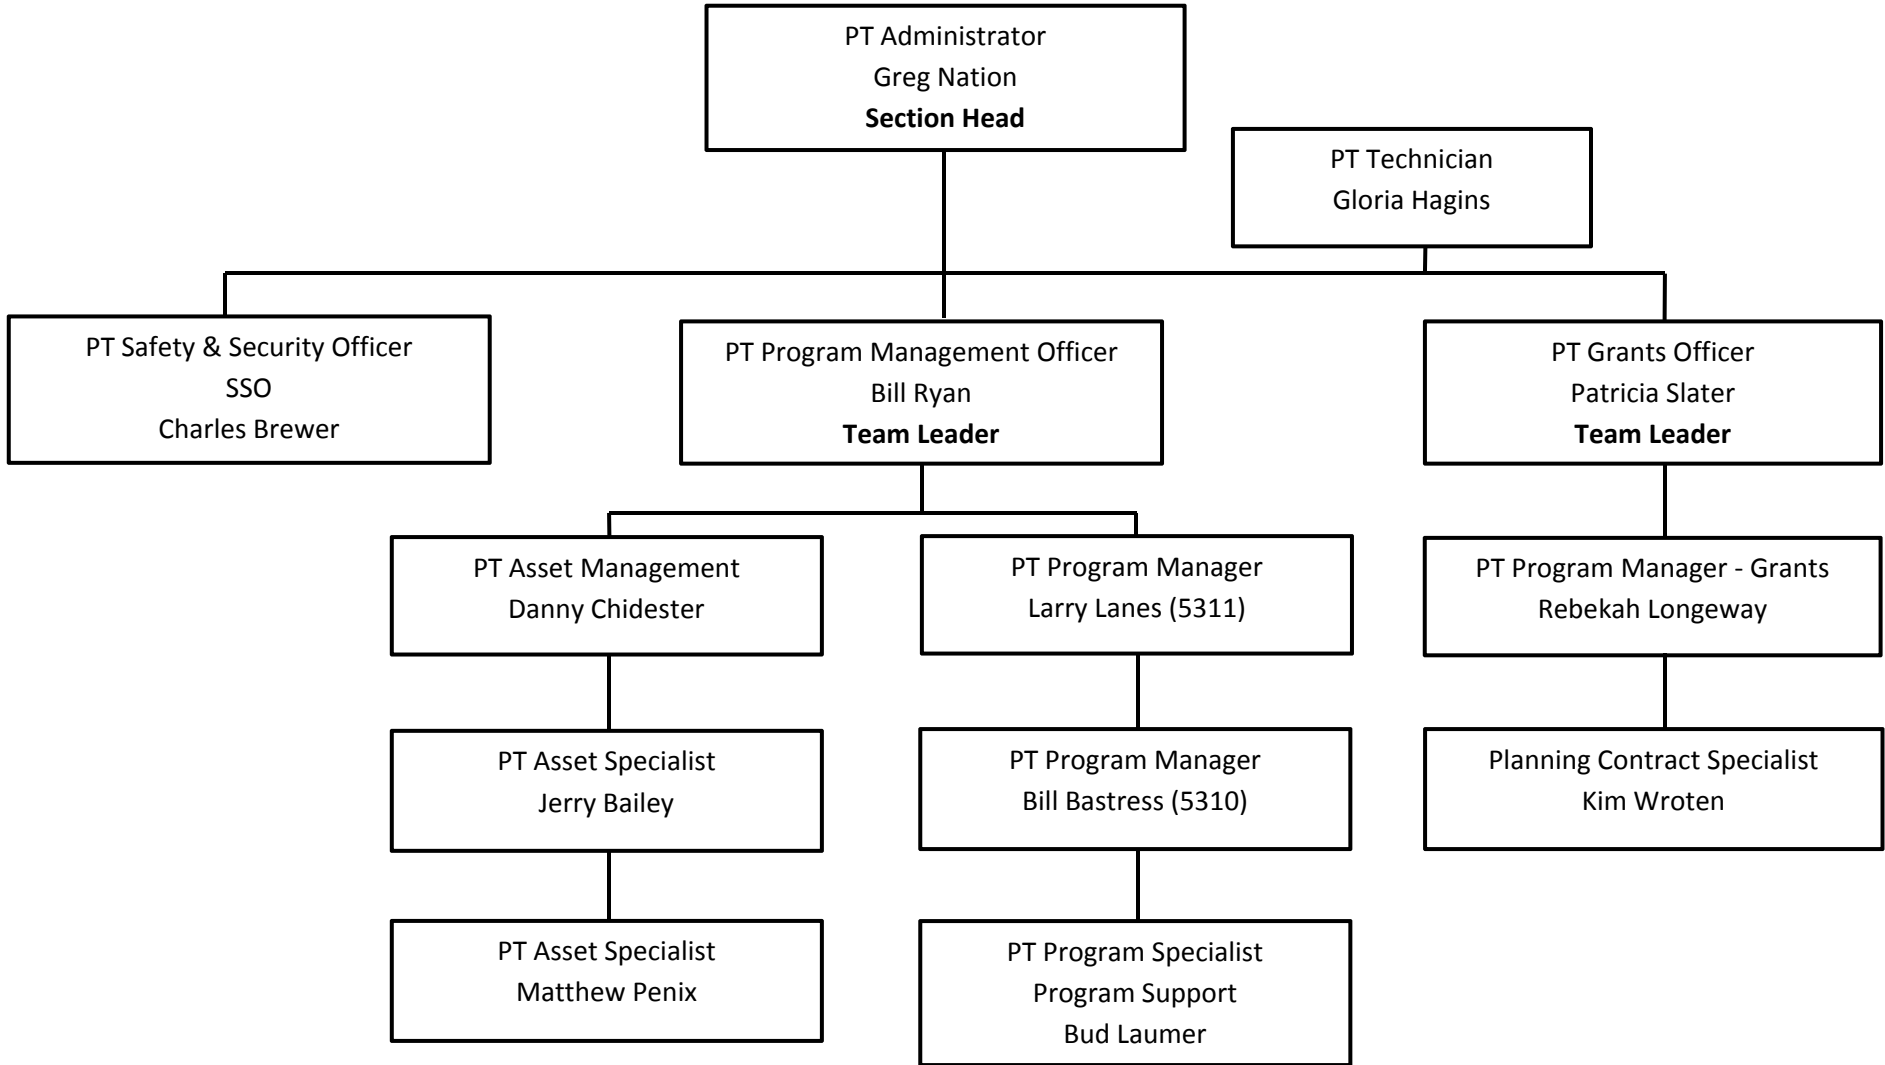 PT Administrator
Greg Nation
Section Head
PT Technician
Gloria Hagins
PT Safety & Security Officer
SSO
Charles Brewer
PT Program Management Officer
Bill Ryan
Team Leader
PT Grants Officer
Patricia Slater
Team Leader
PT Asset Management
Danny Chidester
PT Program Manager
Larry Lanes (5311)
PT Program Manager - Grants
Rebekah Longeway
PT Asset Specialist
Jerry Bailey
PT Program Manager
Bill Bastress (5310)
Planning Contract Specialist
Kim Wroten
PT Asset Specialist
Matthew Penix
PT Program Specialist
Program Support
Bud Laumer